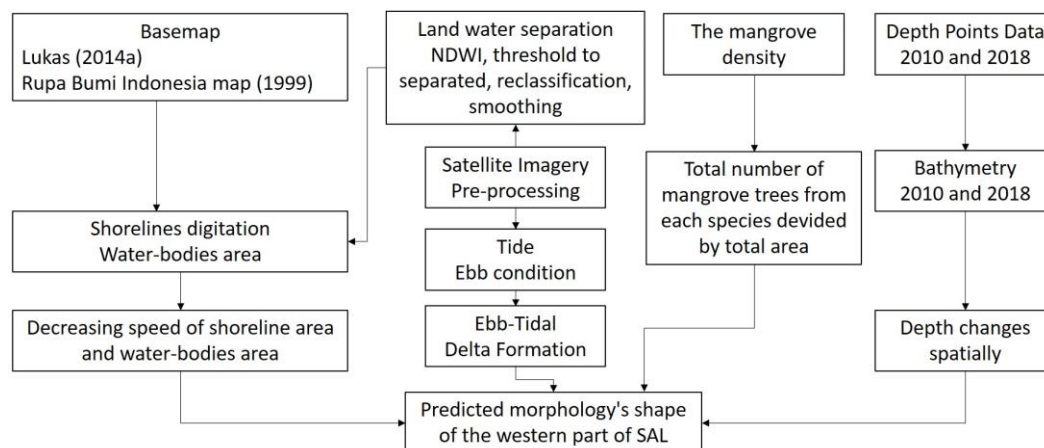 Basemap
Lukas (2014a)
Rupa Bumi Indonesia map (1999)
Land water separation
NDWI, threshold to
separated, reclassification,
smoothing
The mangrove
density
Depth Points Data
2010 and 2018
Satellite Imagery
Pre-processing
Total number of
mangrove trees from
each species devided
by total area
Bathymetry
2010 and 2018
Shorelines digitation
Water-bodies area
Tide
Ebb condition
Decreasing speed of shoreline area
and water-bodies area
Ebb-Tidal
Delta Formation
Depth changes
spatially
Predicted morphology's shape
of the western part of SAL